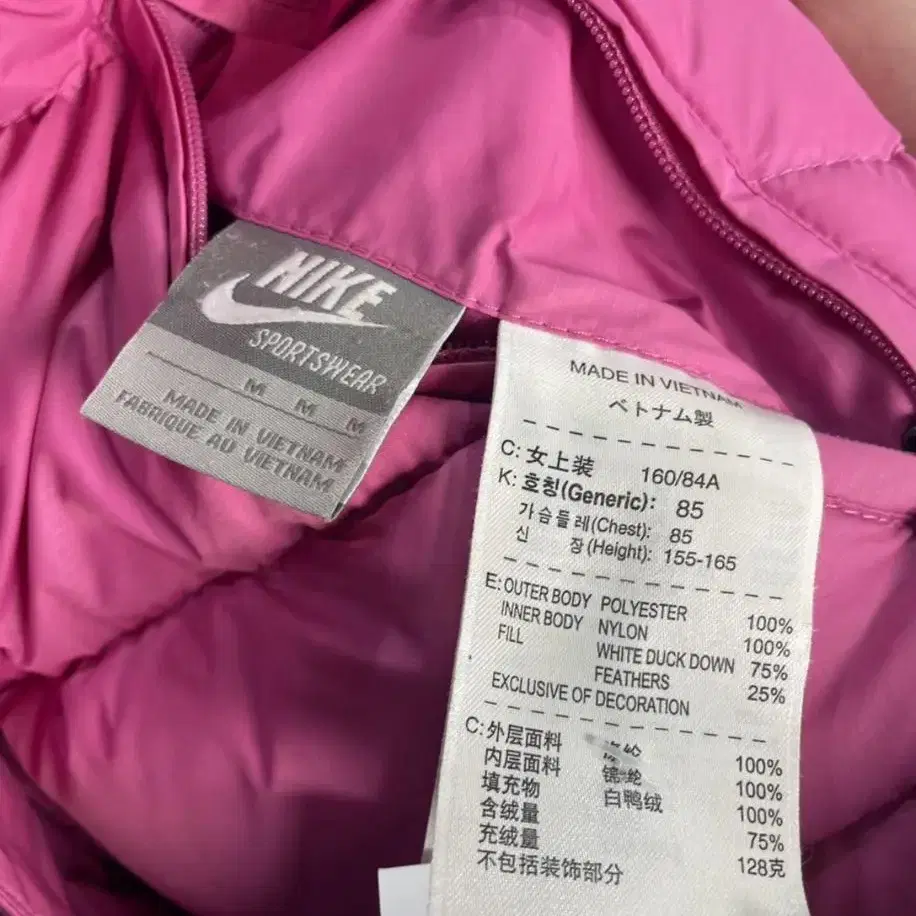 NIKE
SPORTSWEAR
M M M
MADE IN VIETNAM
FABRIQUE AU VIETNAM
MADE IN VIETNAM
ベトナム製
C: 女上装 160/84A
K: 호칭(Generic): 85
가슴둘레(Chest): 85
신 장(Height): 155-165
E: OUTER BODY POLYESTER 100%
INNER BODY NYLON 100%
FILL WHITE DUCK DOWN 75%
FEATHERS 25%
EXCLUSIVE OF DECORATION
C: 外层面料 纶 100%
内层面料 锦纶 100%
填充物 白鸭绒 100%
含绒量 75%
充绒量 128克
不包括装饰部分